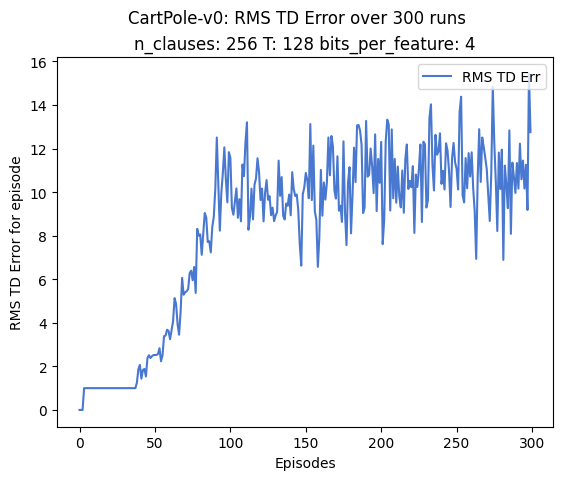 CartPole-v0: RMS TD Error over 300 runs
n_clauses: 256 T: 128 bits_per_feature: 4
RMS TD Err
16
14
12
10
8
6
4
2
0
RMS TD Error for episode
0 50 100 150 200 250 300
Episodes